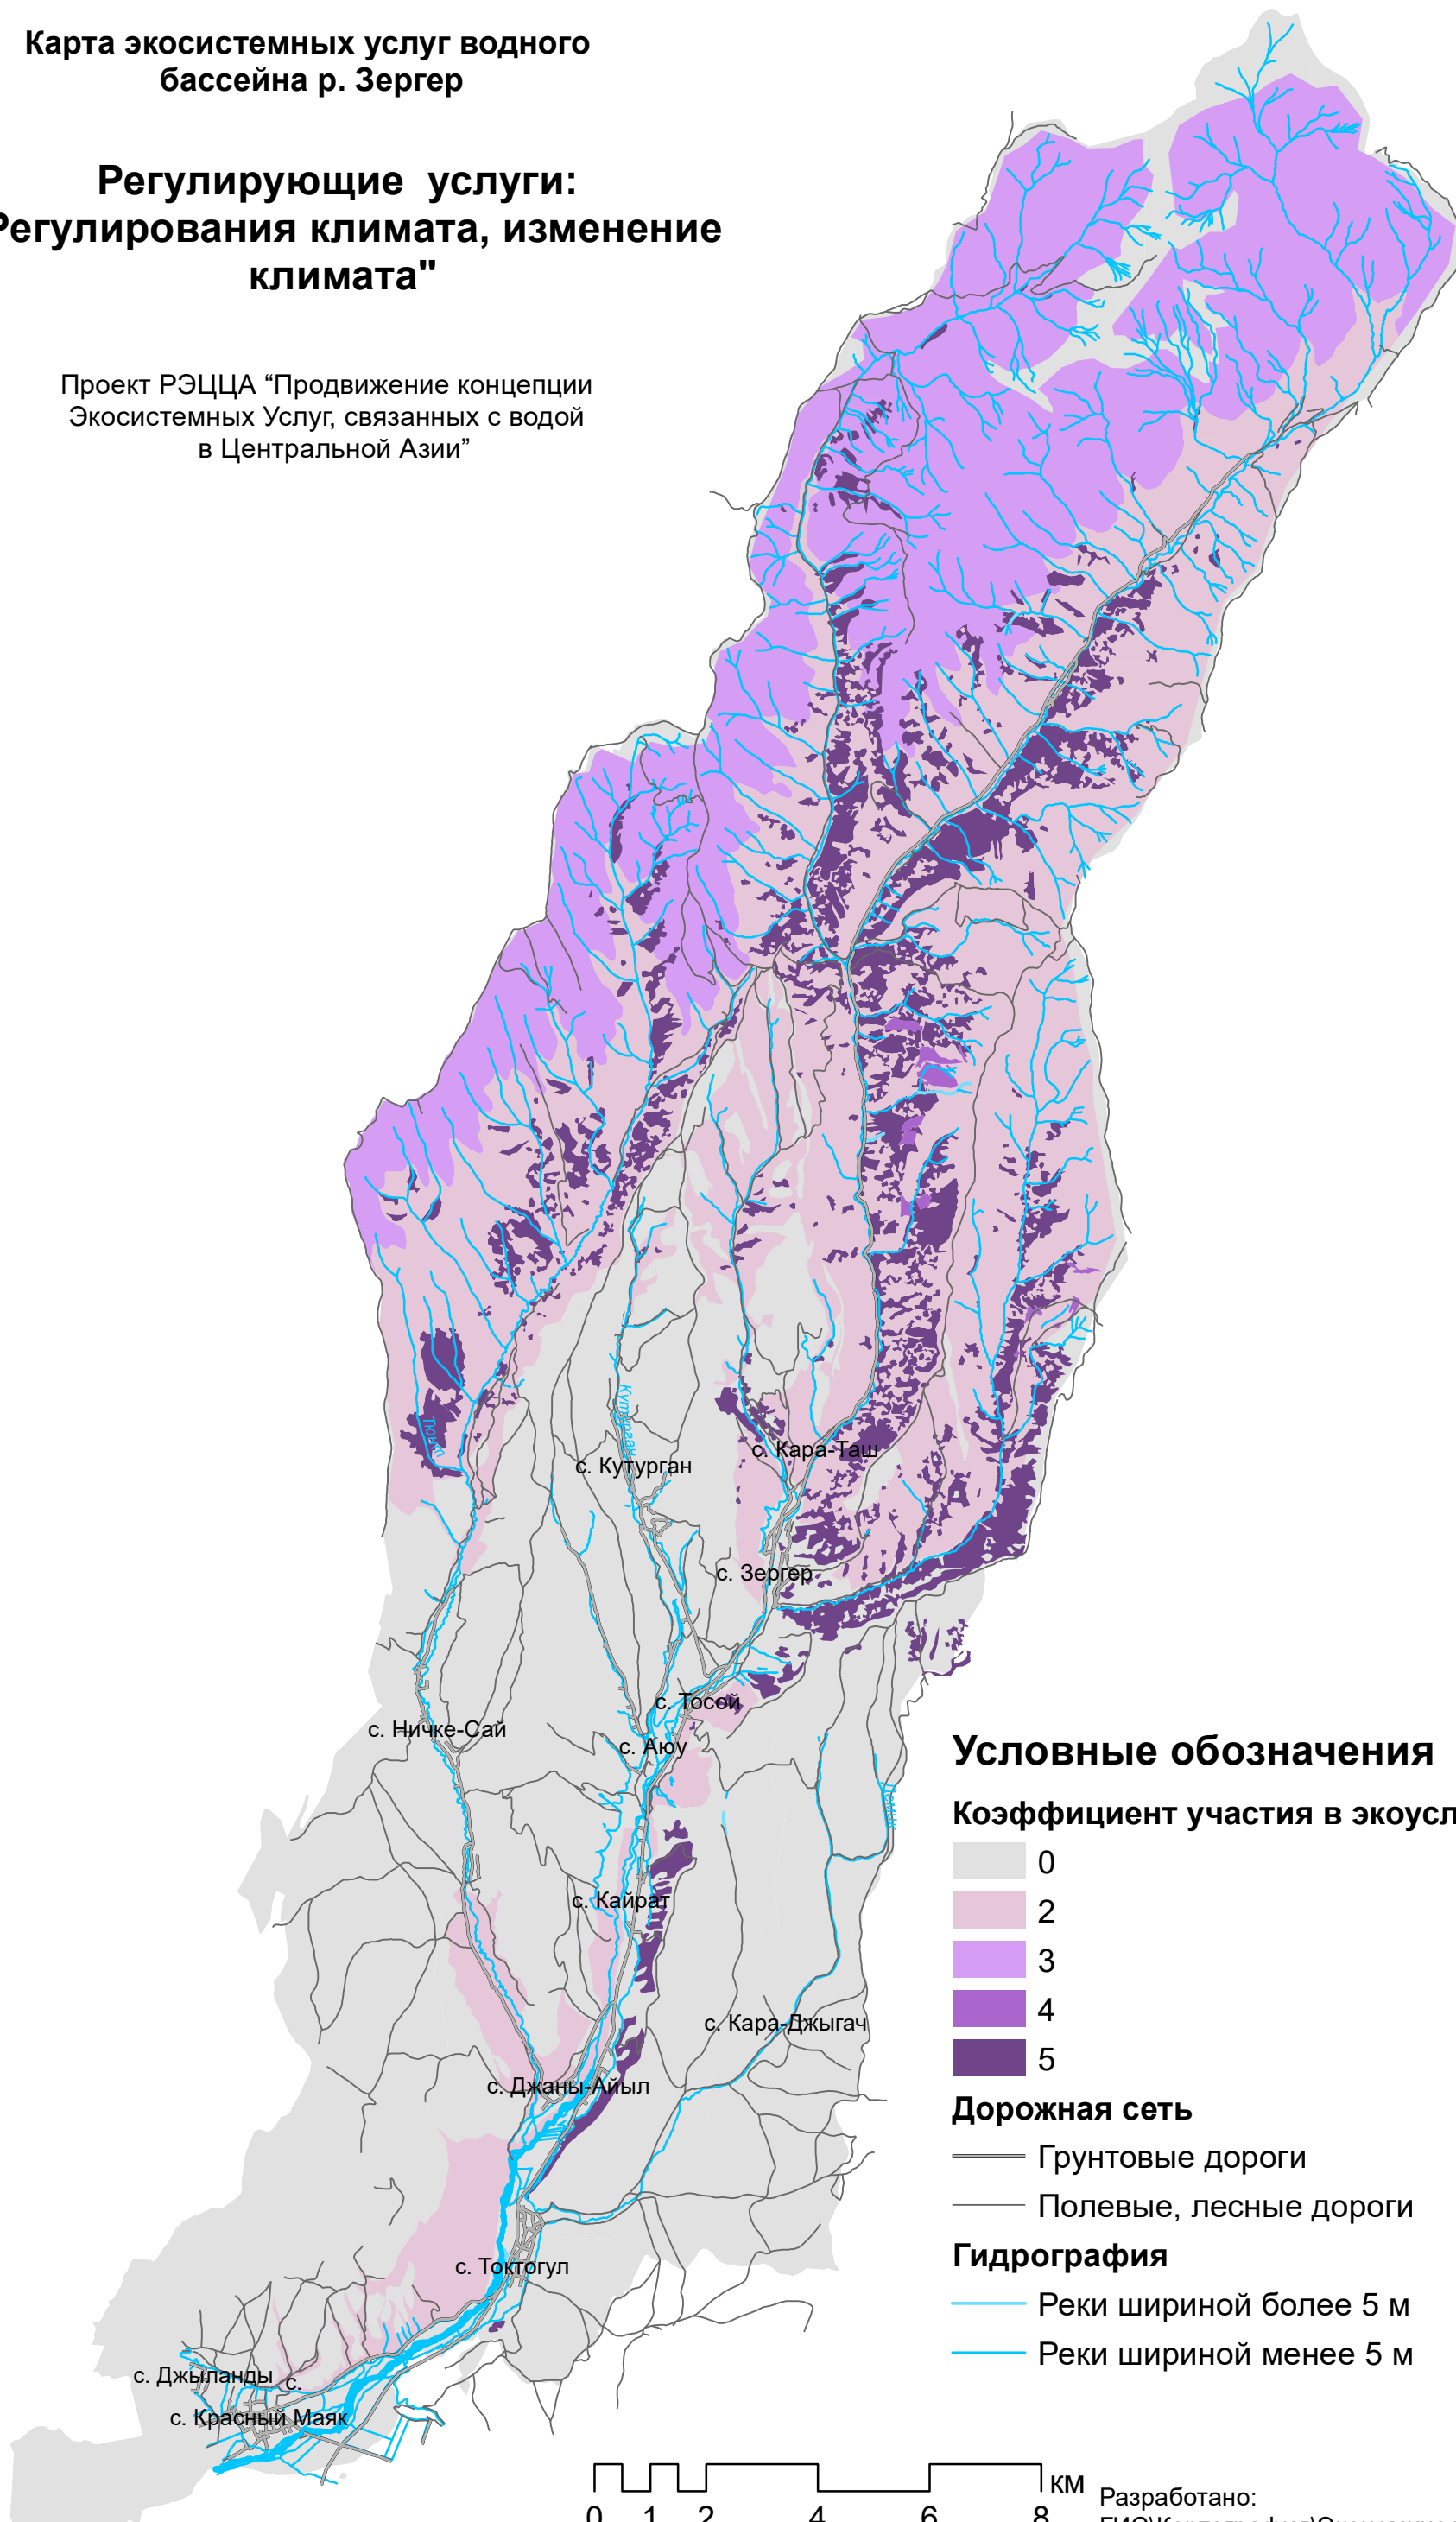 Карта экосистемных услуг водного
бассейна р. Зергер
Регулирующие услуги:
Регулирования климата, изменение
климата"
Проект РЭЦЦА “Продвижение концепции
Экосистемных Услуг, связанных с водой
в Центральной Азии”
Кутурган
с. Кара-Таш
с. Кутурган
с. Зергер
с. Тосой
с. Ничке-Сай
с. Аюу
с. Кайрат
с. Кара-Джыгач
с. Джаны-Айыл
с. Токтогул
с. Джыланды
с.
с. Красный Маяк
Условные обозначения
Коэффициент участия в экоусл
0
2
3
4
5
Дорожная сеть
Грунтовые дороги
Полевые, лесные дороги
Гидрография
Реки шириной более 5 м
Реки шириной менее 5 м
км
0 1 2 4 6 8
Разработано: